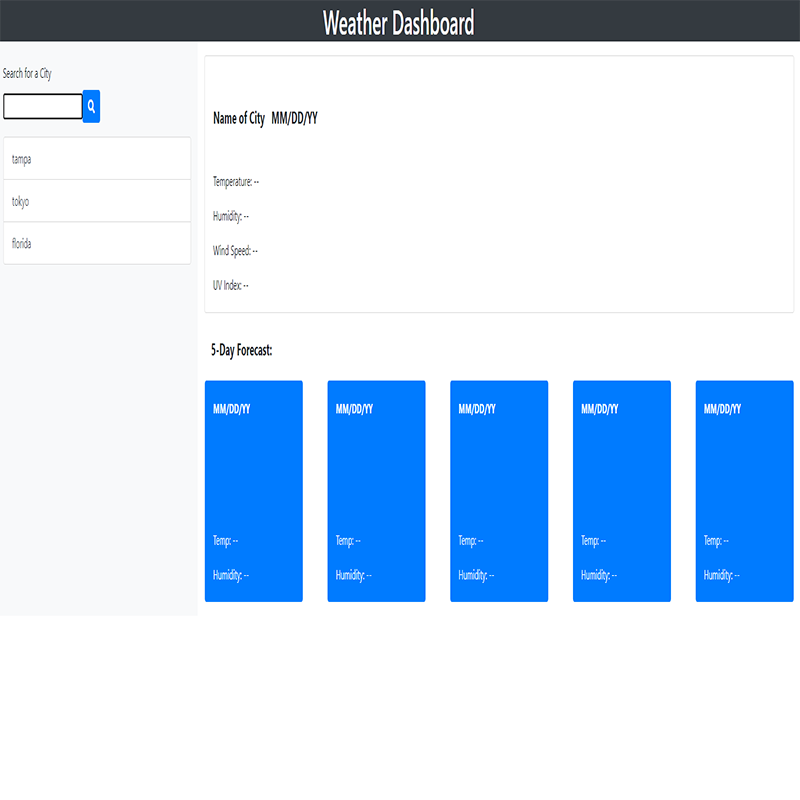 Weather Dashboard
Search for a City
tampa
tokyo
florida
Name of City MM/DD/YY
Temperature: --
Humidity: --
Wind Speed: --
UV Index: --
5-Day Forecast:
MM/DD/YY MM/DD/YY MM/DD/YY MM/DD/YY MM/DD/YY
Temp: -- Temp: -- Temp: -- Temp: -- Temp: --
Humidity: -- Humidity: -- Humidity: -- Humidity: -- Humidity: --